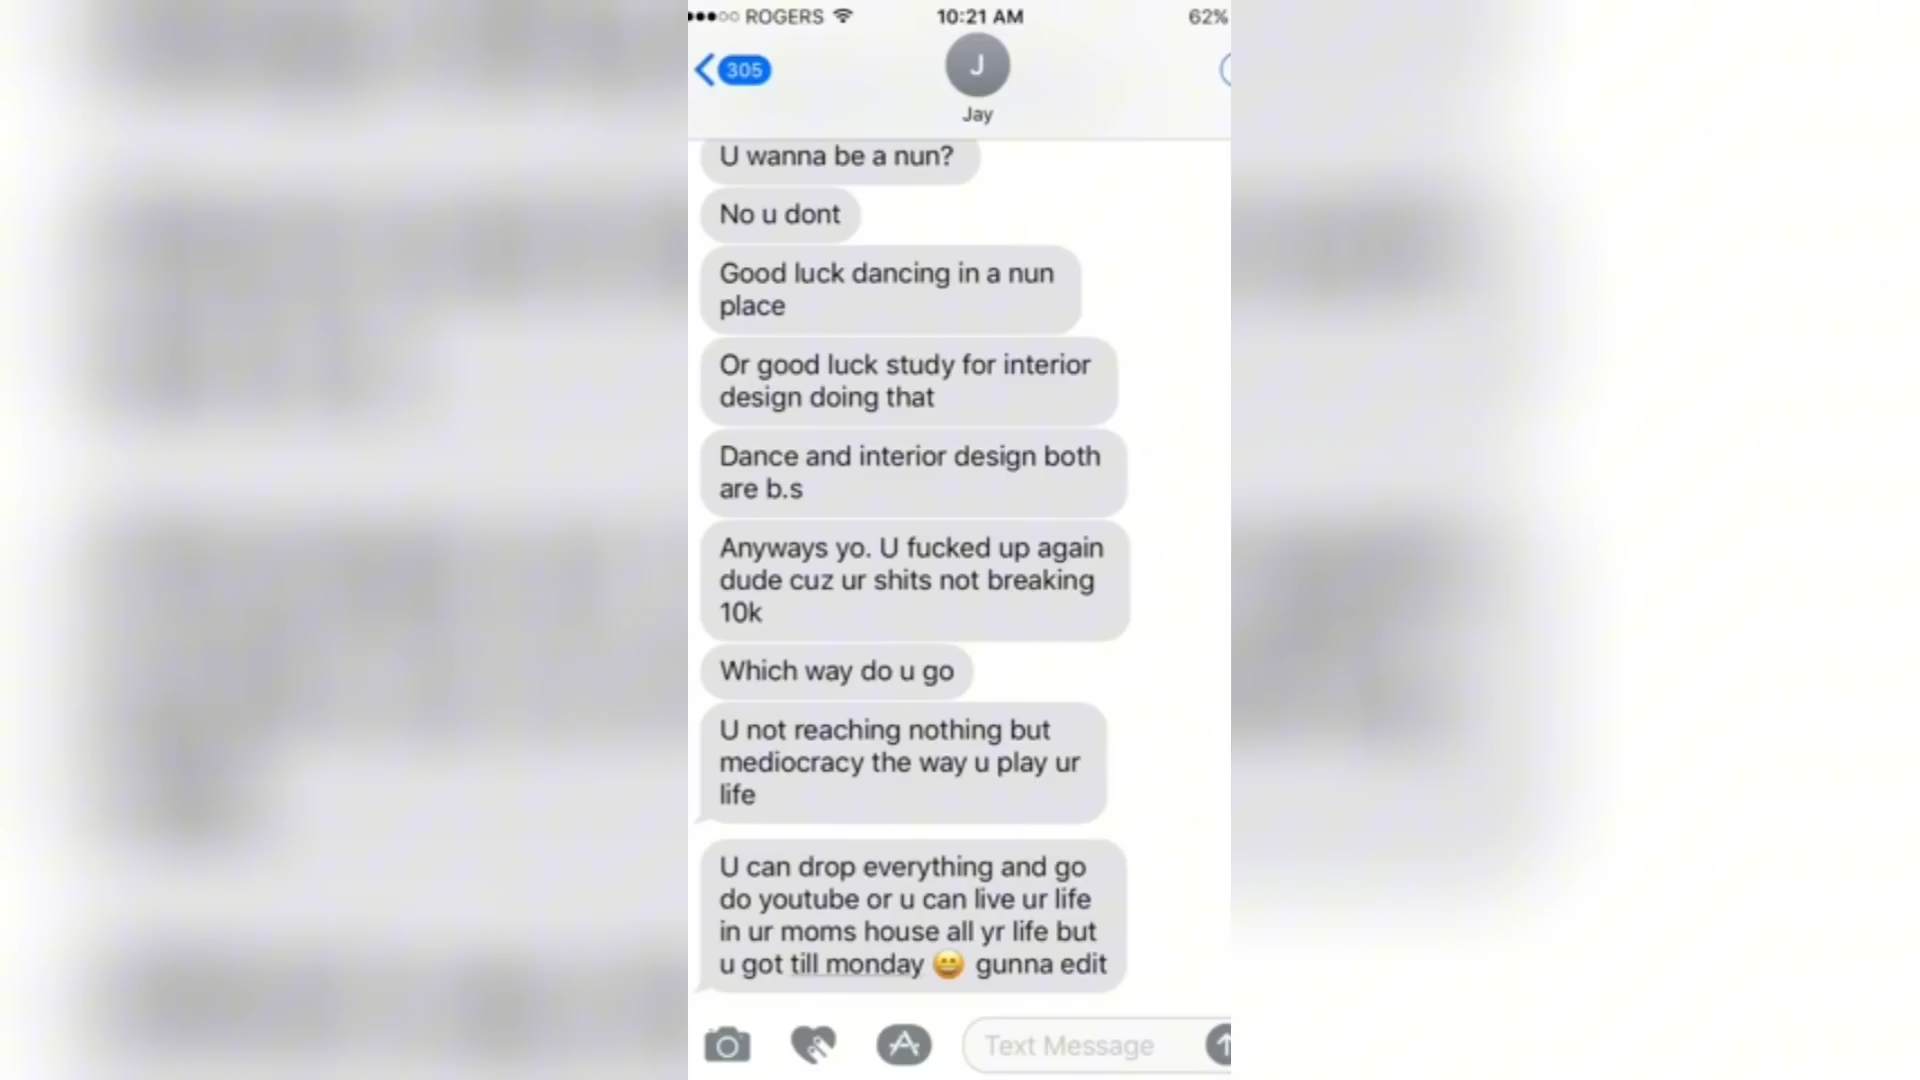 ROGERS
10:21 AM
62%
305
J
Jay
U wanna be a nun?
No u dont
Good luck dancing in a nun
place
Or good luck study for interior
design doing that
Dance and interior design both
are b.s
Anyways yo. U fucked up again
dude cuz ur shits not breaking
10k
Which way do u go
U not reaching nothing but
mediocracy the way u play ur
life
U can drop everything and go
do youtube or u can live ur life
in ur moms house all yr life but
u got till monday 😄 gunna edit
Text Message